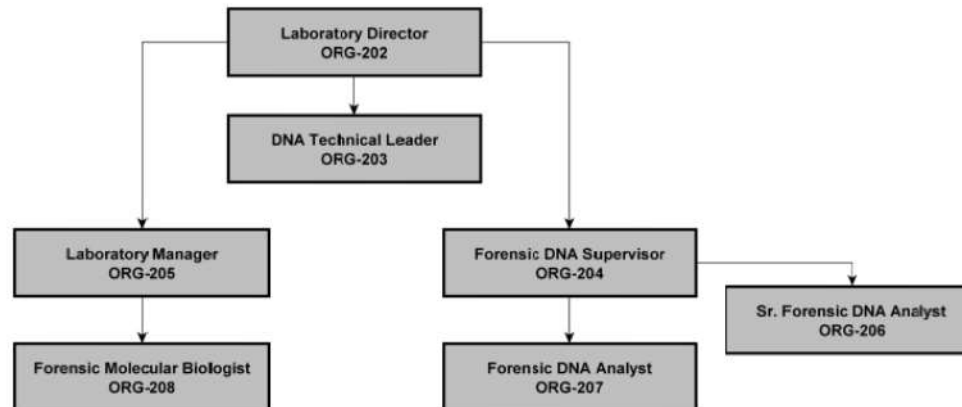 Laboratory Director
ORG-202
DNA Technical Leader
ORG-203
Laboratory Manager
ORG-205
Forensic DNA Supervisor
ORG-204
Sr. Forensic DNA Analyst
ORG-206
Forensic Molecular Biologist
ORG-208
Forensic DNA Analyst
ORG-207